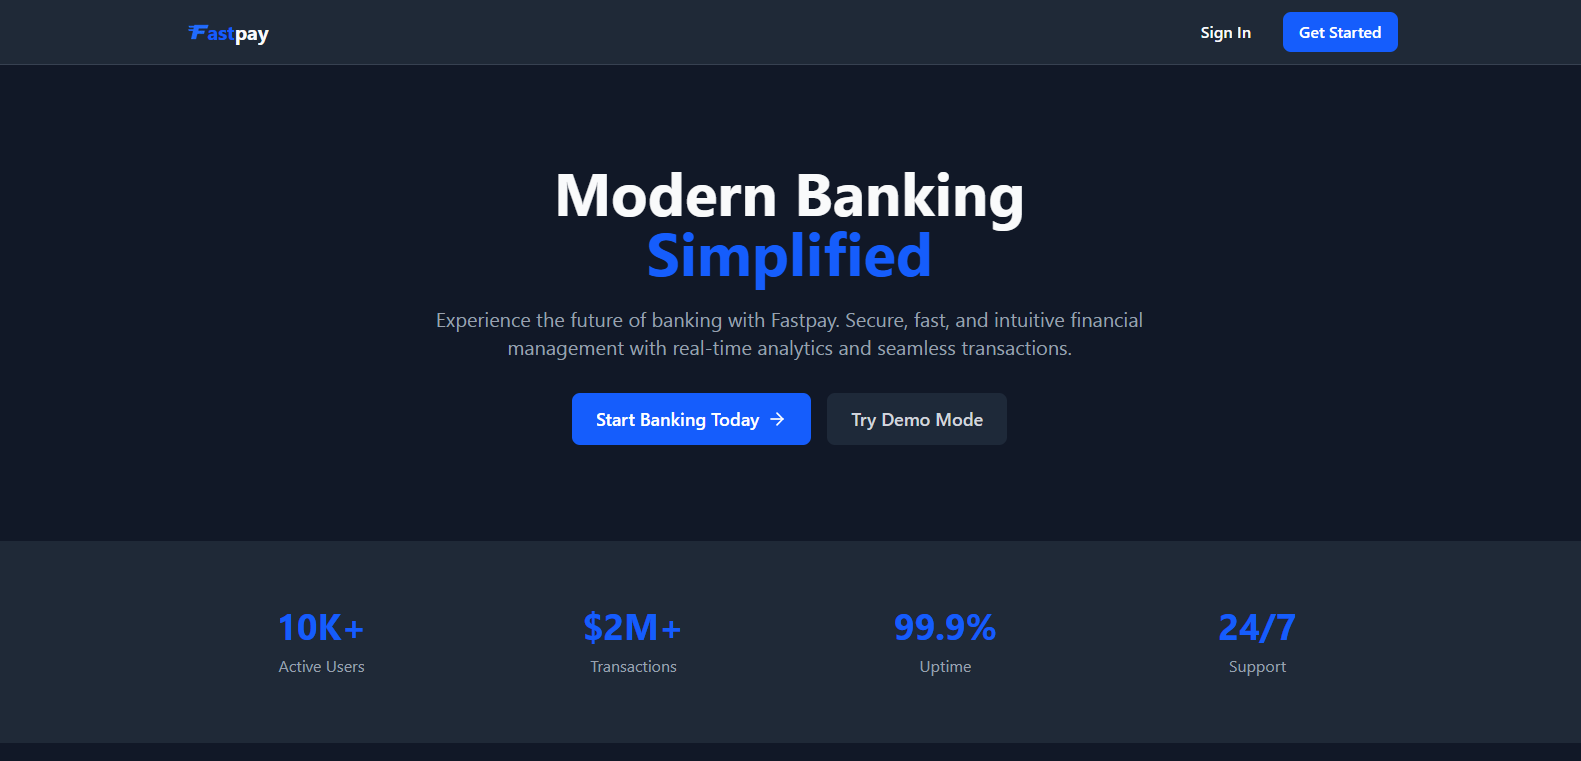 Fastpay
Sign In
Get Started
Modern Banking
Simplified
Experience the future of banking with Fastpay. Secure, fast, and intuitive financial
management with real-time analytics and seamless transactions.
Start Banking Today →
Try Demo Mode
10K+
Active Users
$2M+
Transactions
99.9%
Uptime
24/7
Support